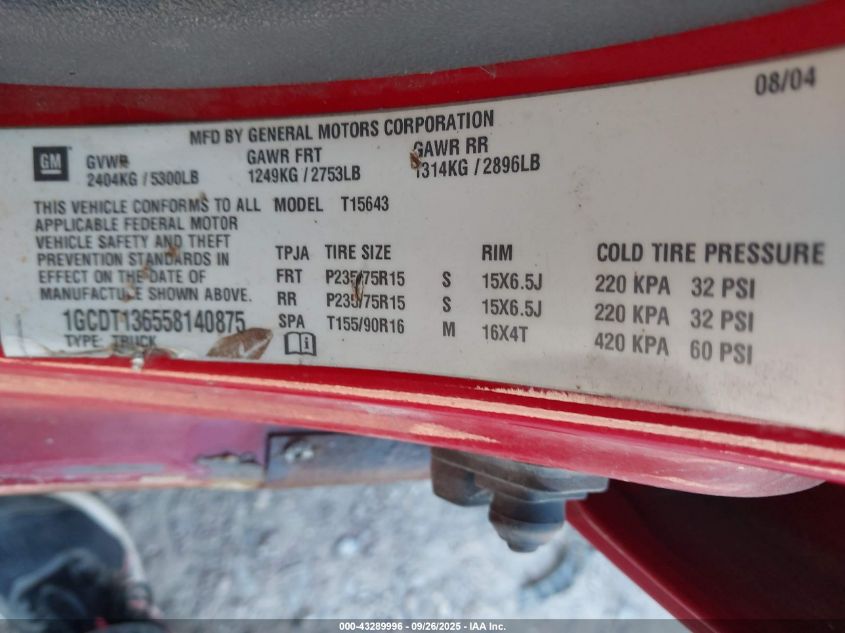 08/04
MFD BY GENERAL MOTORS CORPORATION
GM
GVWR GAWR FRT GAWR RR
2404KG / 5300LB 1249KG / 2753LB 1314KG / 2896LB
THIS VEHICLE CONFORMS TO ALL
APPLICABLE FEDERAL MOTOR
VEHICLE SAFETY AND THEFT
PREVENTION STANDARDS IN
EFFECT ON THE DATE OF
MANUFACTURE SHOWN ABOVE.
1GCDT136558140875
TYPE: TRUCK
MODEL T15643
TPJA TIRE SIZE RIM COLD TIRE PRESSURE
FRT P235/75R15 S 15X6.5J 220 KPA 32 PSI
RR P235/75R15 S 15X6.5J 220 KPA 32 PSI
SPA T155/90R16 M 16X4T 420 KPA 60 PSI
000-43289996 - 09/26/2025 - IAA, Inc.